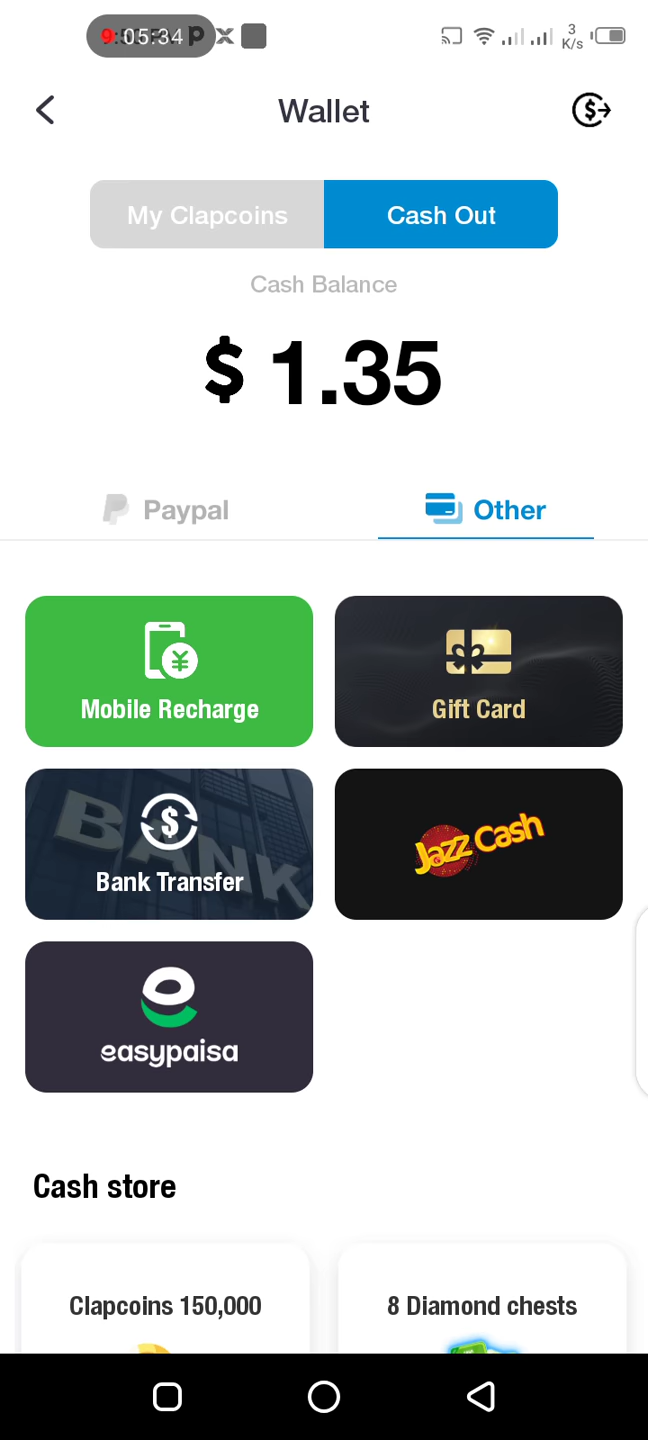 05:34
3
K/s
Wallet
My Clapcoins
Cash Out
Cash Balance
$ 1.35
Paypal
Other
Mobile Recharge
Gift Card
BANK
Bank Transfer
Jazz Cash
easypaisa
Cash store
Clapcoins 150,000
8 Diamond chests